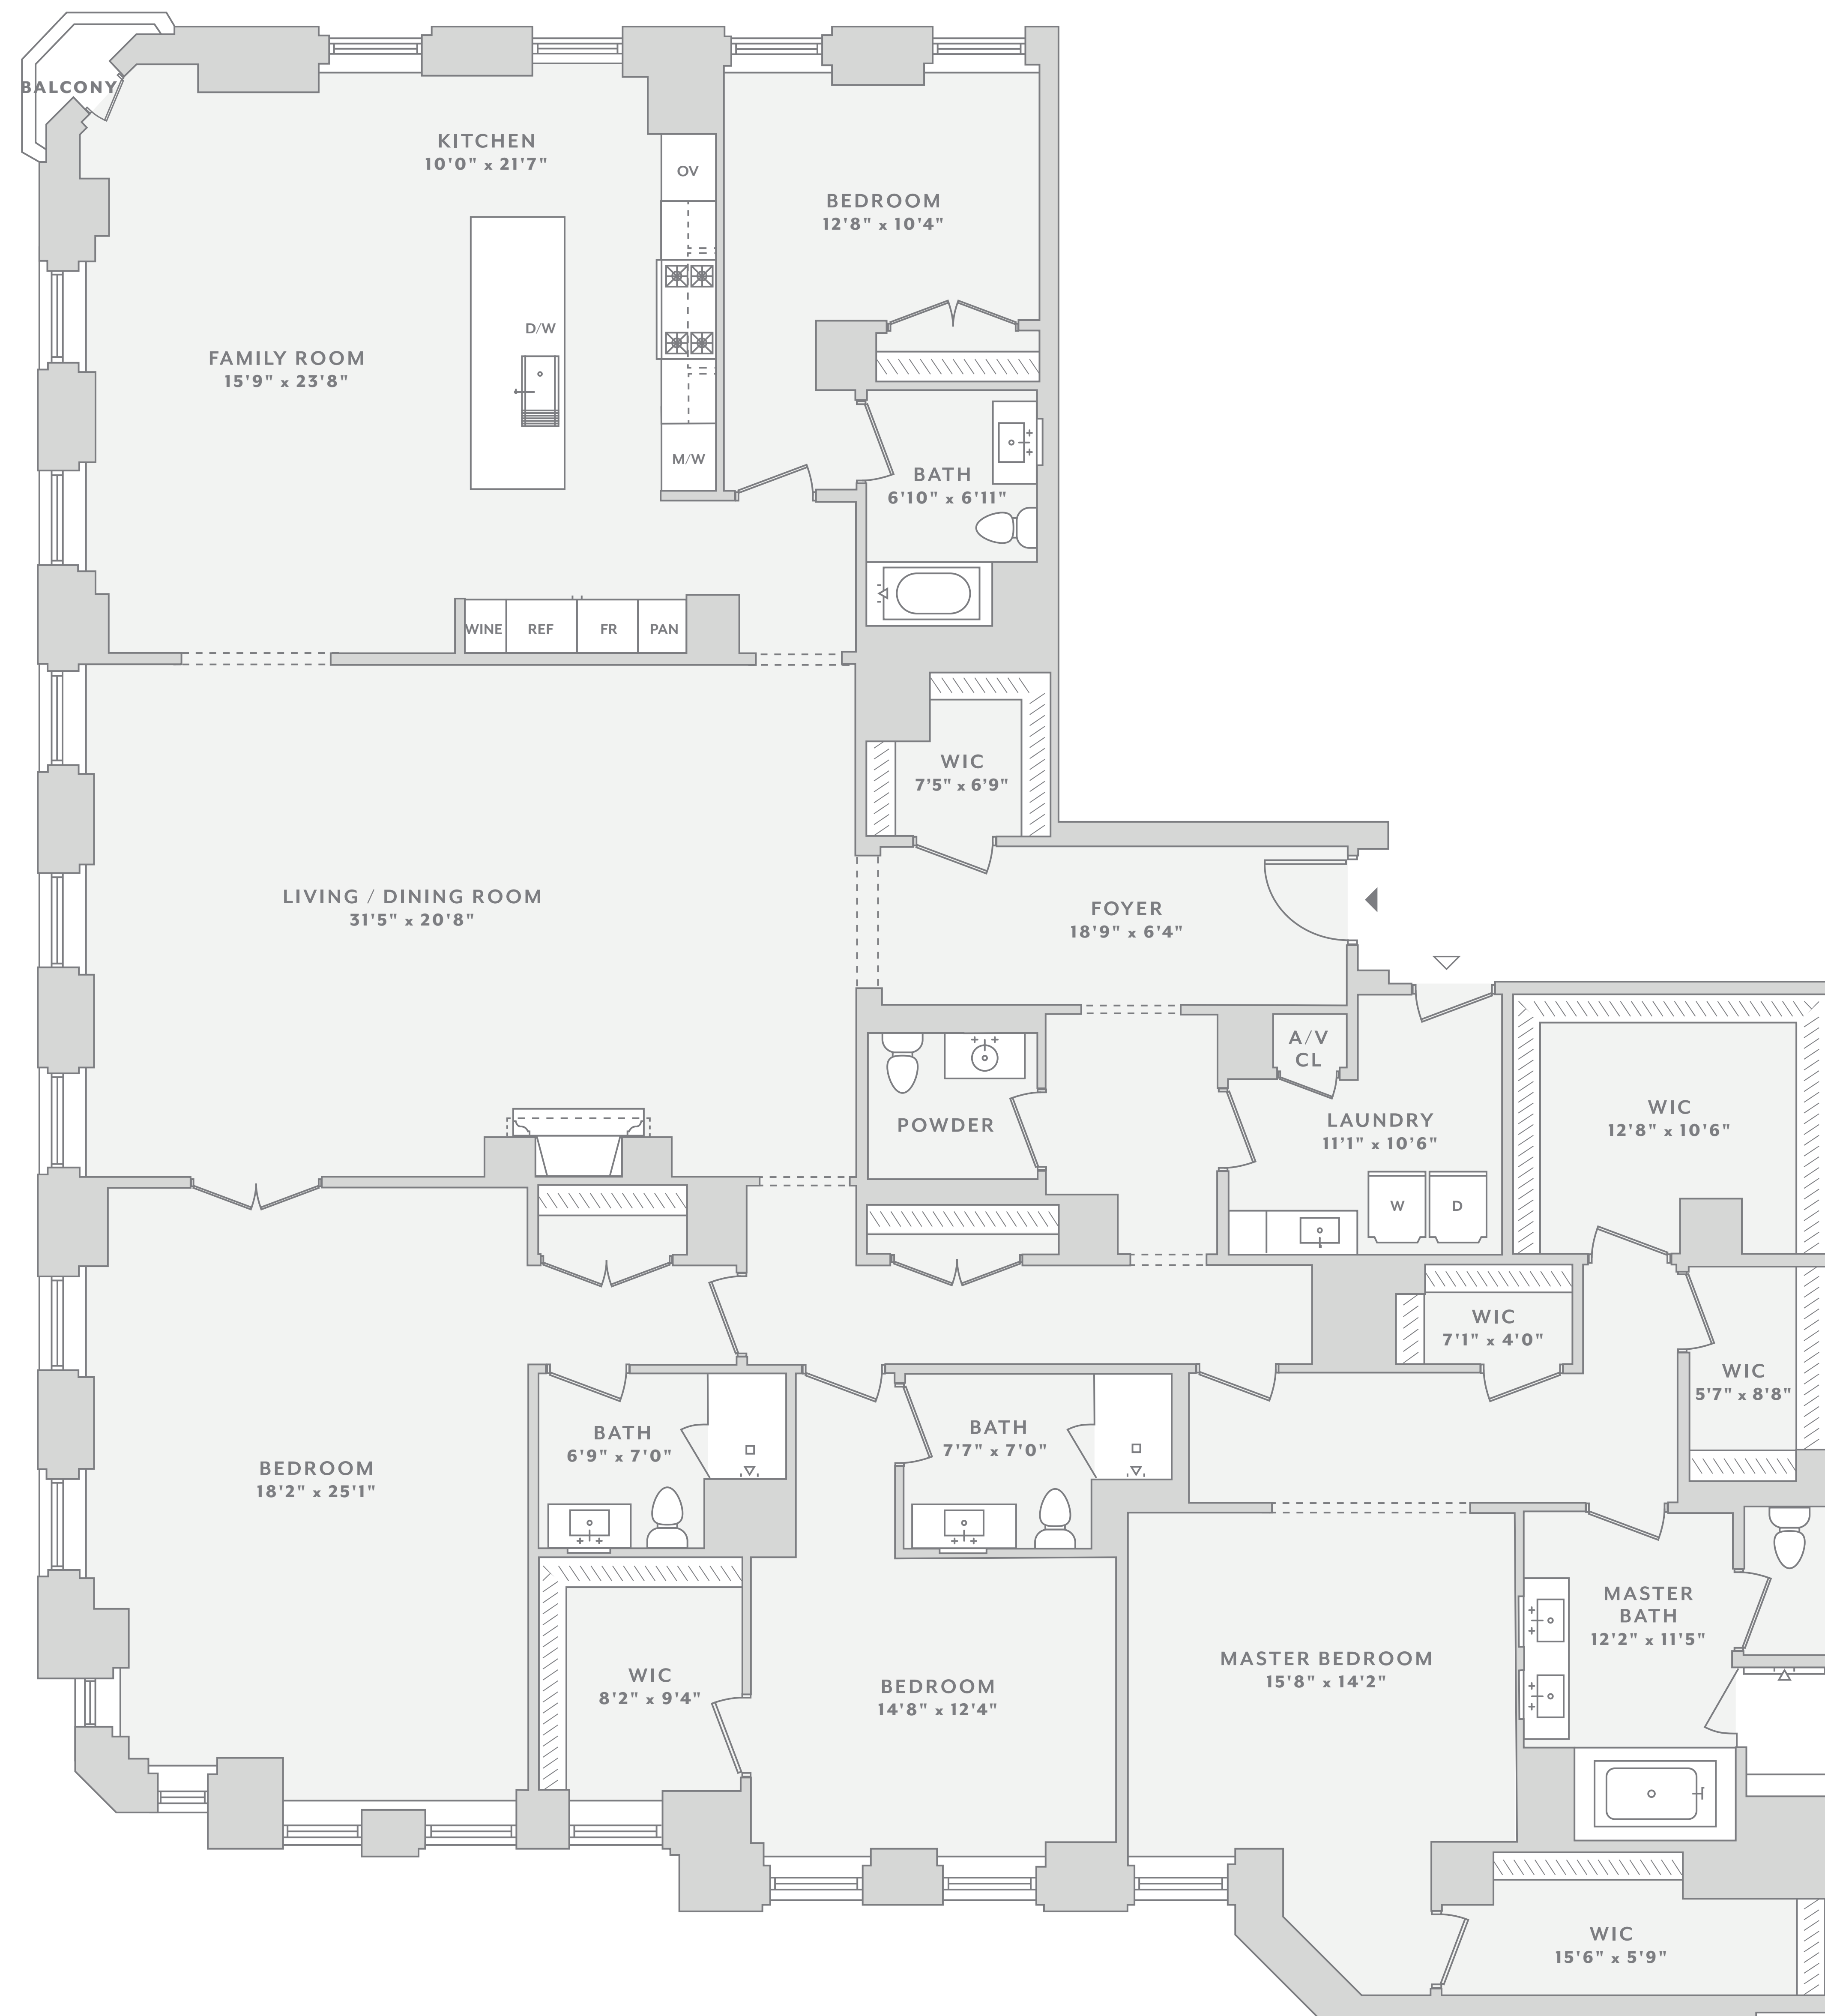 BALCONY
KITCHEN
10'0" x 21'7"
OV
BEDROOM
12'8" x 10'4"
D/W
FAMILY ROOM
15'9" x 23'8"
M/W
BATH
6'10" x 6'11"
WINE
REF
FR
PAN
WIC
7'5" x 6'9"
LIVING / DINING ROOM
31'5" x 20'8"
FOYER
18'9" x 6'4"
A/V
CL
POWDER
LAUNDRY
11'1" x 10'6"
WIC
12'8" x 10'6"
W
D
WIC
7'1" x 4'0"
WIC
5'7" x 8'8"
BEDROOM
18'2" x 25'1"
BATH
6'9" x 7'0"
BATH
7'7" x 7'0"
MASTER
BATH
12'2" x 11'5"
WIC
8'2" x 9'4"
BEDROOM
14'8" x 12'4"
MASTER BEDROOM
15'8" x 14'2"
WIC
15'6" x 5'9"